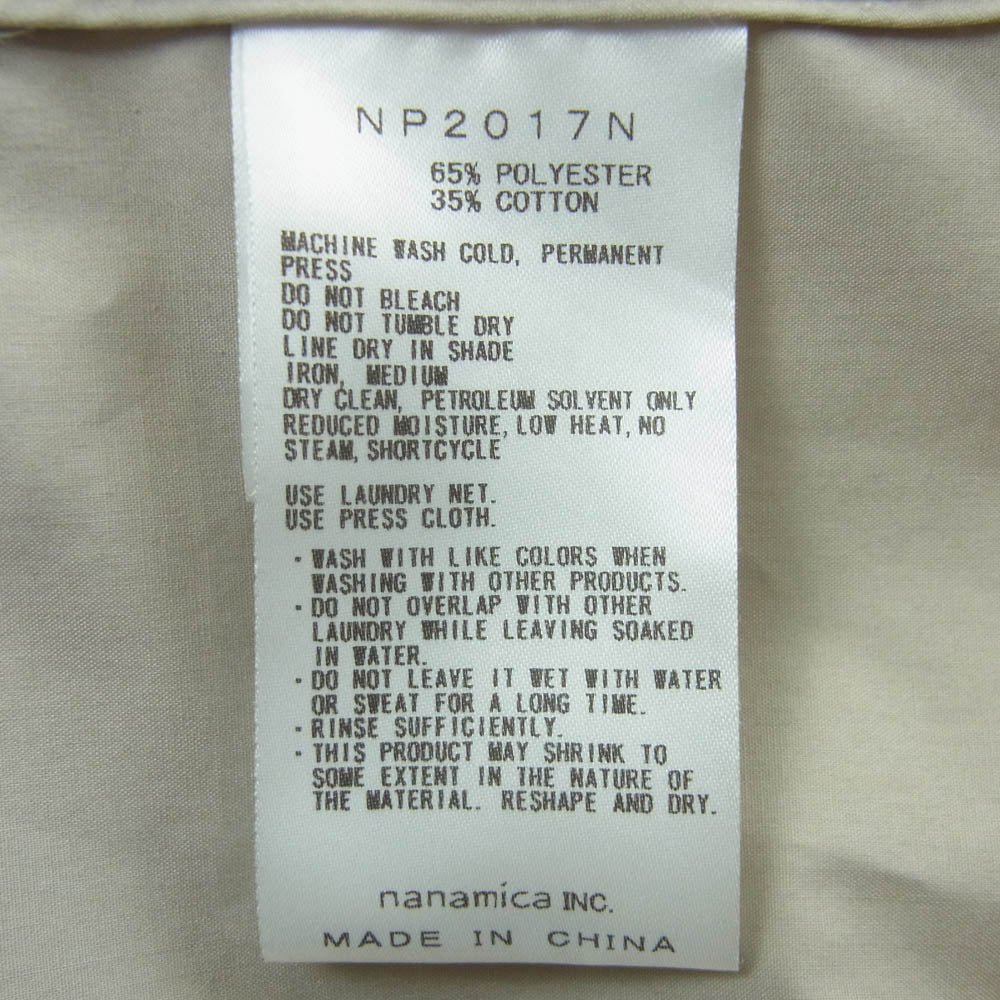 NP2017N
65% POLYESTER
35% COTTON
MACHINE WASH COLD, PERMANENT
PRESS
DO NOT BLEACH
DO NOT TUMBLE DRY
LINE DRY IN SHADE
IRON, MEDIUM
DRY CLEAN, PETROLEUM SOLVENT ONLY
REDUCED MOISTURE, LOW HEAT, NO
STEAM, SHORTCYCLE
USE LAUNDRY NET.
USE PRESS CLOTH.
・WASH WITH LIKE COLORS WHEN
WASHING WITH OTHER PRODUCTS.
・DO NOT OVERLAP WITH OTHER
LAUNDRY WHILE LEAVING SOAKED
IN WATER.
・DO NOT LEAVE IT WET WITH WATER
OR SWEAT FOR A LONG TIME.
・RINSE SUFFICIENTLY.
・THIS PRODUCT MAY SHRINK TO
SOME EXTENT IN THE NATURE OF
THE MATERIAL. RESHAPE AND DRY.
nanamica INC.
MADE IN CHINA